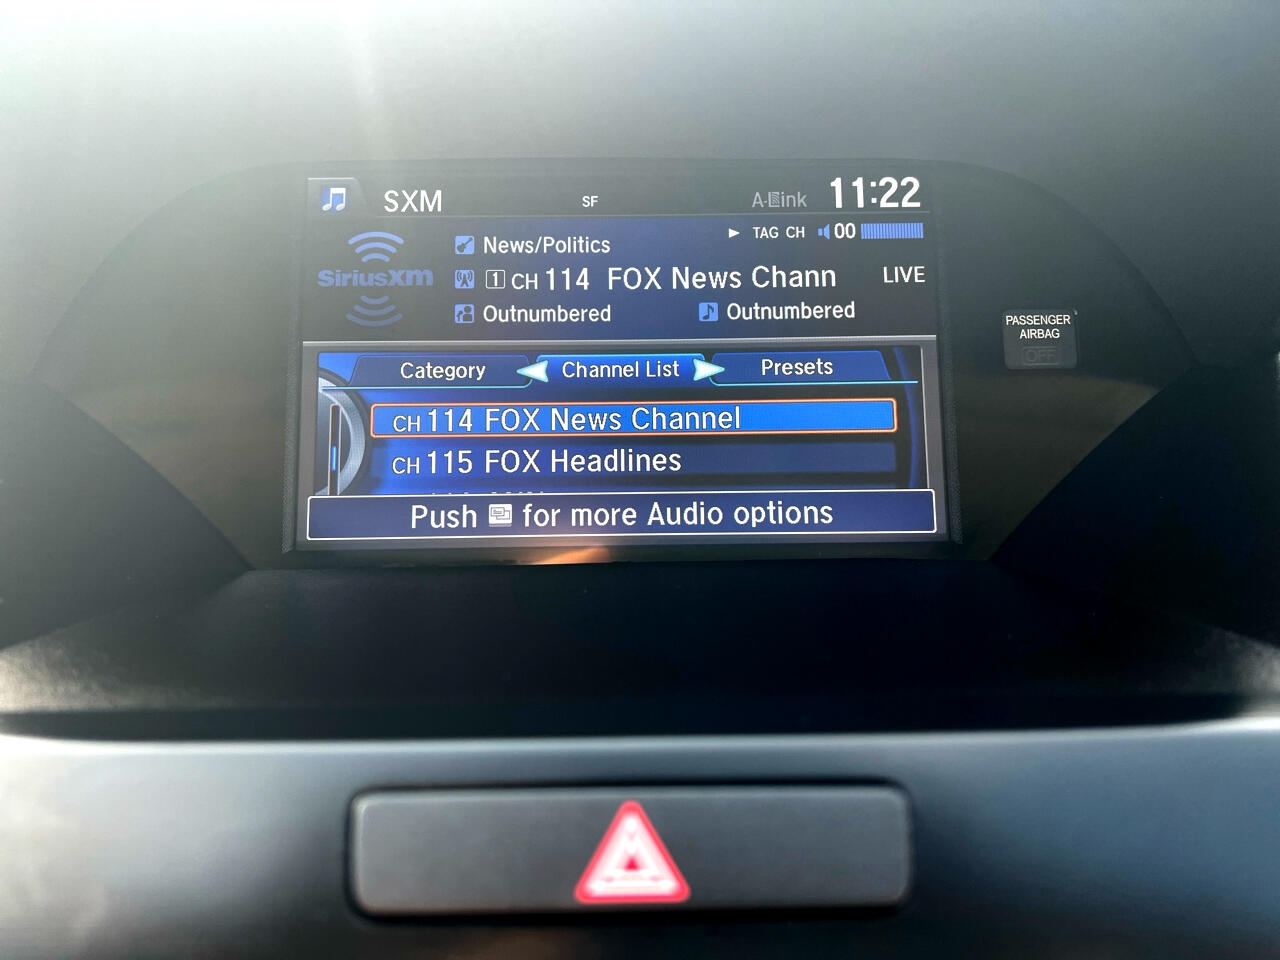 SXM SF 11:22
TAG CH 00
News/Politics
SiriusXM
1 CH 114 FOX News Chann LIVE
Outnumbered Outnumbered
PASSENGER
AIRBAG
OFF
Category Channel List Presets
CH 114 FOX News Channel
CH 115 FOX Headlines
Push for more Audio options